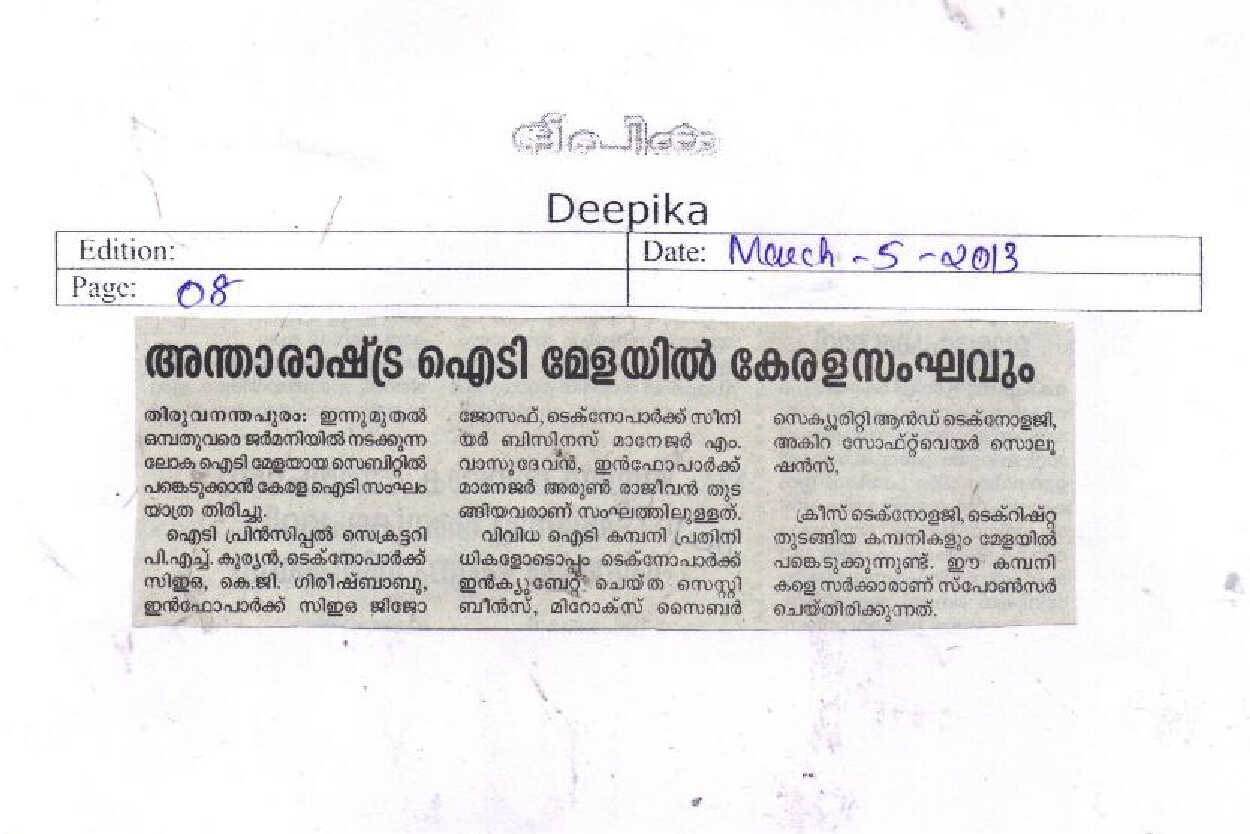 ദീപിക
Deepika
Edition:
Date: March - 5 - 2013
Page: 08
അന്താരാഷ്ട്ര ഐടി മേളയിൽ കേരളസംഘവും
തിരുവനന്തപുരം: ഇന്നുമുതൽ
ഒമ്പതുവരെ ജർമനിയിൽ നടക്കുന്ന
ലോക ഐടി മേളയായ സെബിറ്റിൽ
പങ്കെടുക്കാൻ കേരള ഐടി സംഘം
യാത്ര തിരിച്ചു.
ഐടി പ്രിൻസിപ്പൽ സെക്രട്ടറി
പി.എച്ച്. കുര്യൻ, ടെക്നോപാർക്ക്
സിഇഒ, കെ.ജി. ഗിരീഷ്ബാബു,
ഇൻഫോപാർക്ക് സിഇഒ ജിജോ
ജോസഫ്, ടെക്നോപാർക്ക് സീനി
യർ ബിസിനസ് മാനേജർ എം.
വാസുദേവൻ, ഇൻഫോപാർക്ക്
മാനേജർ അരുൺ രാജീവൻ തുട
ങ്ങിയവരാണ് സംഘത്തിലുള്ളത്.
വിവിധ ഐടി കമ്പനി പ്രതിനി
ധികളോടൊപ്പം ടെക്നോപാർക്ക്
ഇൻക്യുബേറ്റ് ചെയ്ത സെസ്റ്റി
ബീൻസ്, മിറോക്സ് സൈബർ
സെക്യൂരിറ്റി ആൻഡ് ടെക്നോളജി,
അകിറ സോഫ്റ്റ്‌വെയർ സൊലൂ
ഷൻസ്,
ക്രീസ് ടെക്നോളജി, ടെക്റിഷ്റ്റ
തുടങ്ങിയ കമ്പനികളും മേളയിൽ
പങ്കെടുക്കുന്നുണ്ട്. ഈ കമ്പനി
കളെ സർക്കാരാണ് സ്പോൺസർ
ചെയ്തിരിക്കുന്നത്.